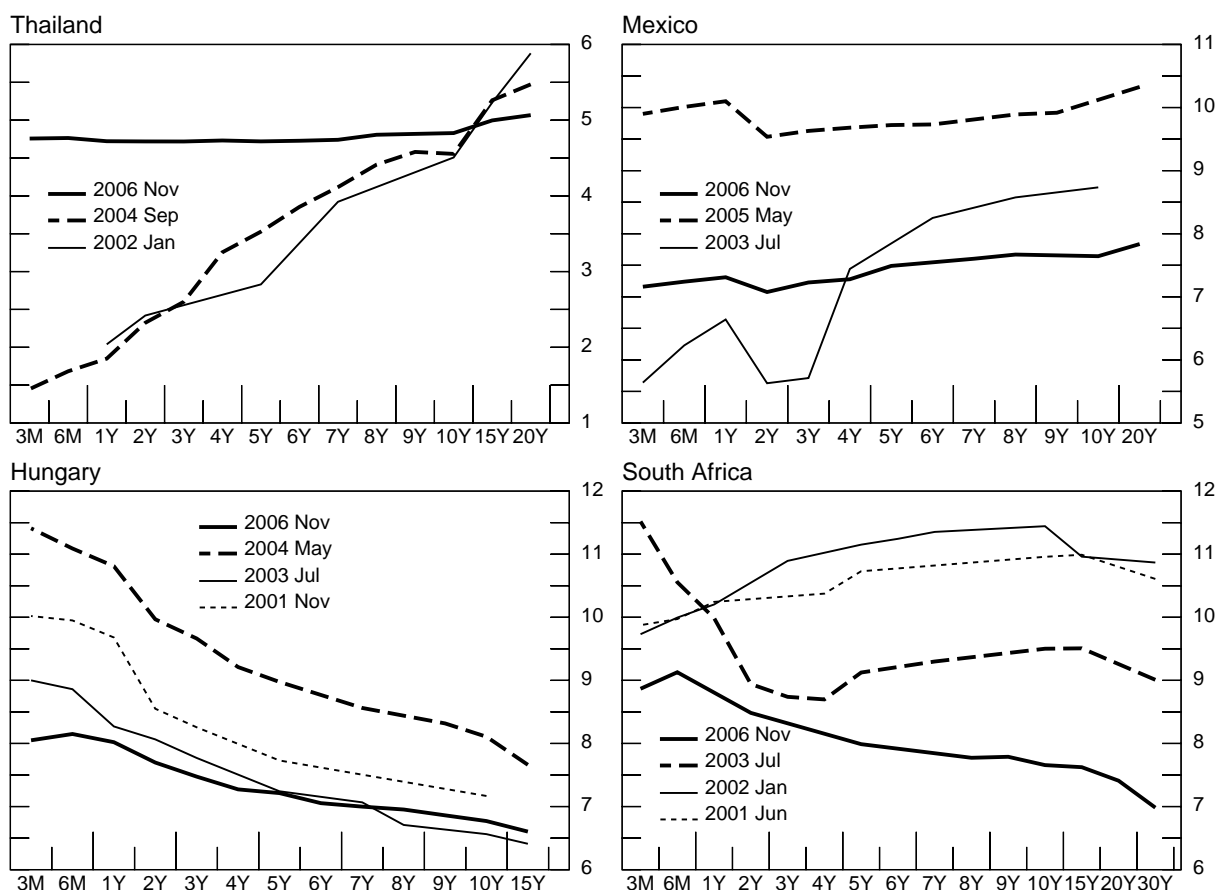 Thailand
6
5
4
3
2
1
2006 Nov
2004 Sep
2002 Jan
3M 6M 1Y 2Y 3Y 4Y 5Y 6Y 7Y 8Y 9Y 10Y 15Y 20Y
Mexico
11
10
9
8
7
6
5
2006 Nov
2005 May
2003 Jul
3M 6M 1Y 2Y 3Y 4Y 5Y 6Y 7Y 8Y 9Y 10Y 20Y
Hungary
12
11
10
9
8
7
6
2006 Nov
2004 May
2003 Jul
2001 Nov
3M 6M 1Y 2Y 3Y 4Y 5Y 6Y 7Y 8Y 9Y 10Y 15Y
South Africa
12
11
10
9
8
7
6
2006 Nov
2003 Jul
2002 Jan
2001 Jun
3M 6M 1Y 2Y 3Y 4Y 5Y 6Y 7Y 8Y 9Y 10Y 15Y 20Y 30Y